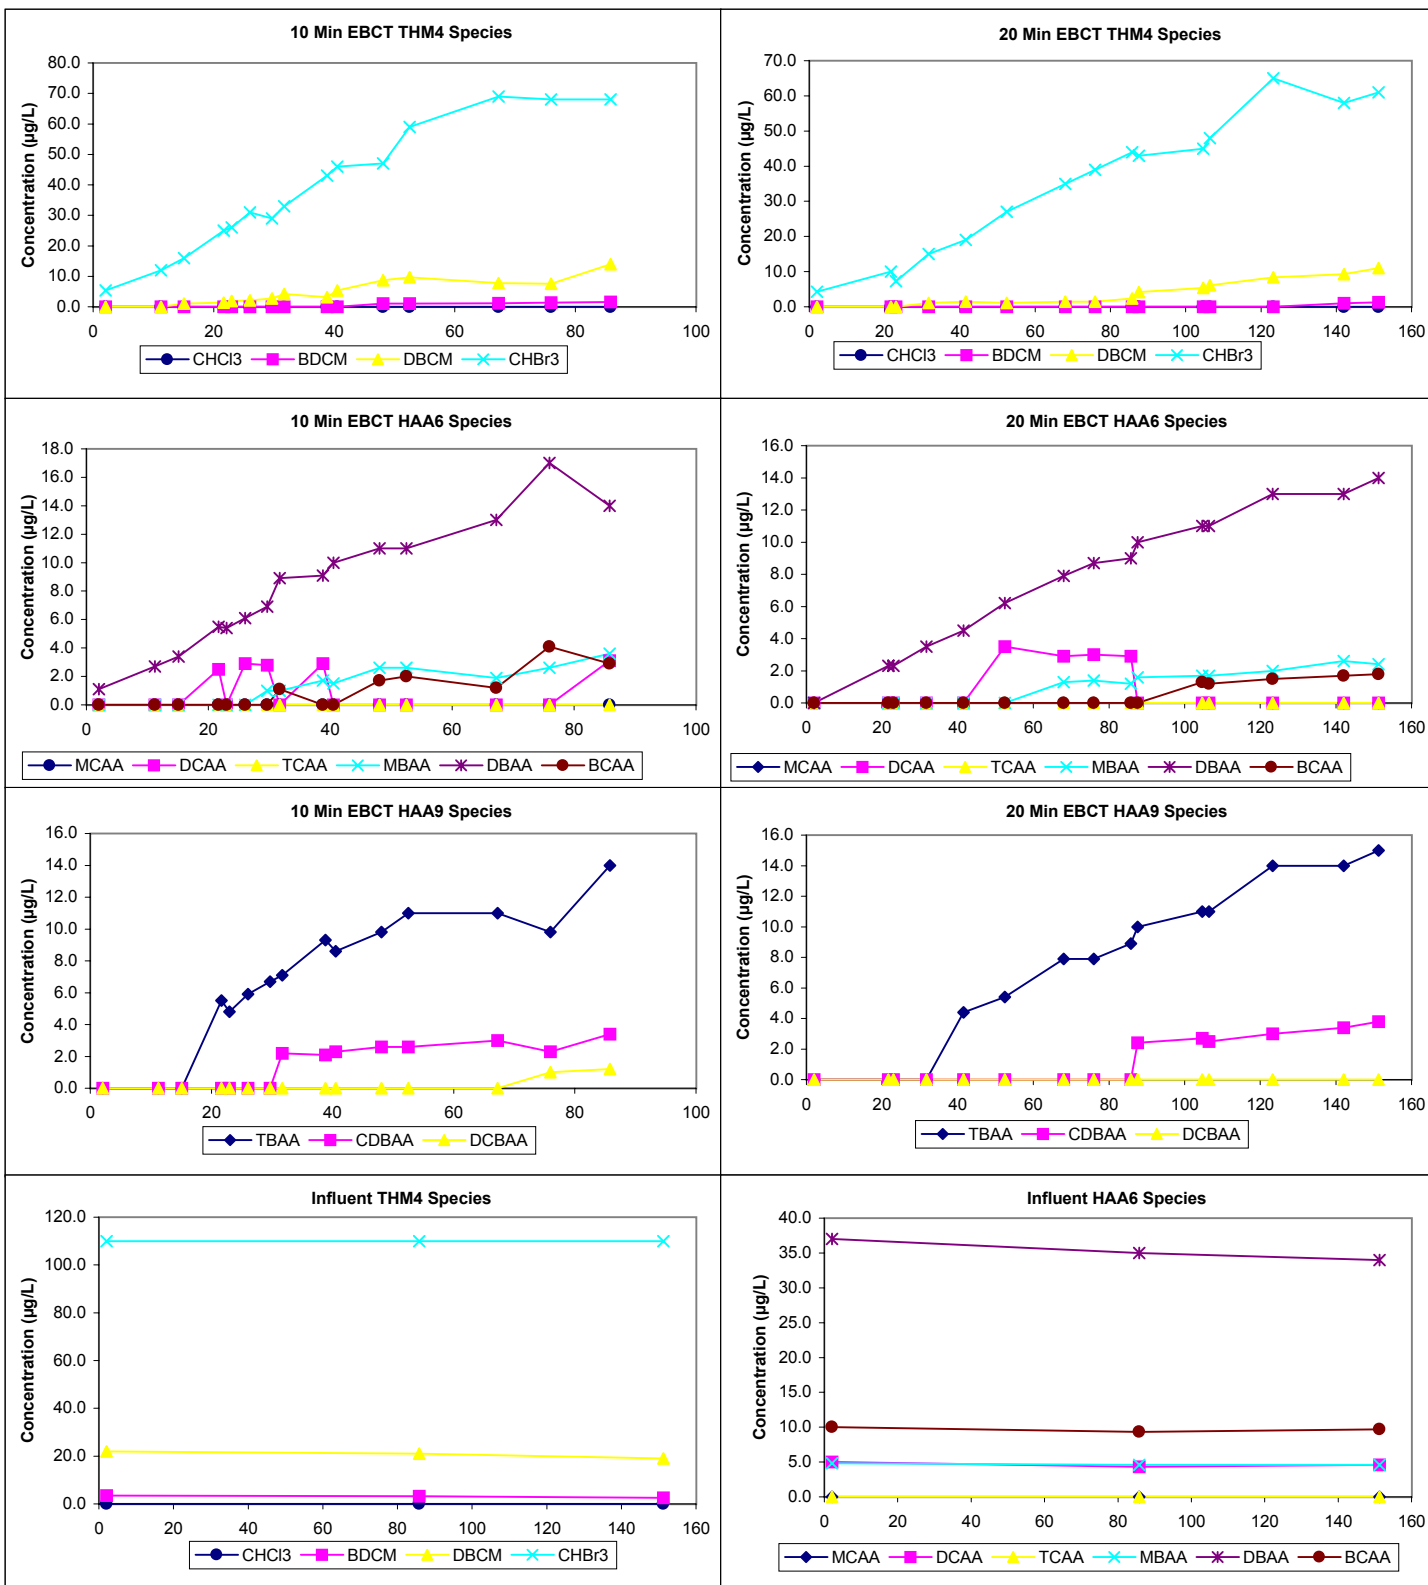 10 Min EBCT THM4 Species
Concentration (µg/L)
80.0
70.0
60.0
50.0
40.0
30.0
20.0
10.0
0.0
0 20 40 60 80 100
CHCl3 BDCM DBCM CHBr3
20 Min EBCT THM4 Species
Concentration (µg/L)
70.0
60.0
50.0
40.0
30.0
20.0
10.0
0.0
0 20 40 60 80 100 120 140 160
CHCl3 BDCM DBCM CHBr3
10 Min EBCT HAA6 Species
Concentration (µg/L)
18.0
16.0
14.0
12.0
10.0
8.0
6.0
4.0
2.0
0.0
0 20 40 60 80 100
MCAA DCAA TCAA MBAA DBAA BCAA
20 Min EBCT HAA6 Species
Concentration (µg/L)
16.0
14.0
12.0
10.0
8.0
6.0
4.0
2.0
0.0
0 20 40 60 80 100 120 140 160
MCAA DCAA TCAA MBAA DBAA BCAA
10 Min EBCT HAA9 Species
Concentration (µg/L)
16.0
14.0
12.0
10.0
8.0
6.0
4.0
2.0
0.0
0 20 40 60 80 100
TBAA CDBAA DCBAA
20 Min EBCT HAA9 Species
Concentration (µg/L)
16.0
14.0
12.0
10.0
8.0
6.0
4.0
2.0
0.0
0 20 40 60 80 100 120 140 160
TBAA CDBAA DCBAA
Influent THM4 Species
Concentration (µg/L)
120.0
100.0
80.0
60.0
40.0
20.0
0.0
0 20 40 60 80 100 120 140 160
CHCl3 BDCM DBCM CHBr3
Influent HAA6 Species
Concentration (µg/L)
40.0
35.0
30.0
25.0
20.0
15.0
10.0
5.0
0.0
0 20 40 60 80 100 120 140 160
MCAA DCAA TCAA MBAA DBAA BCAA